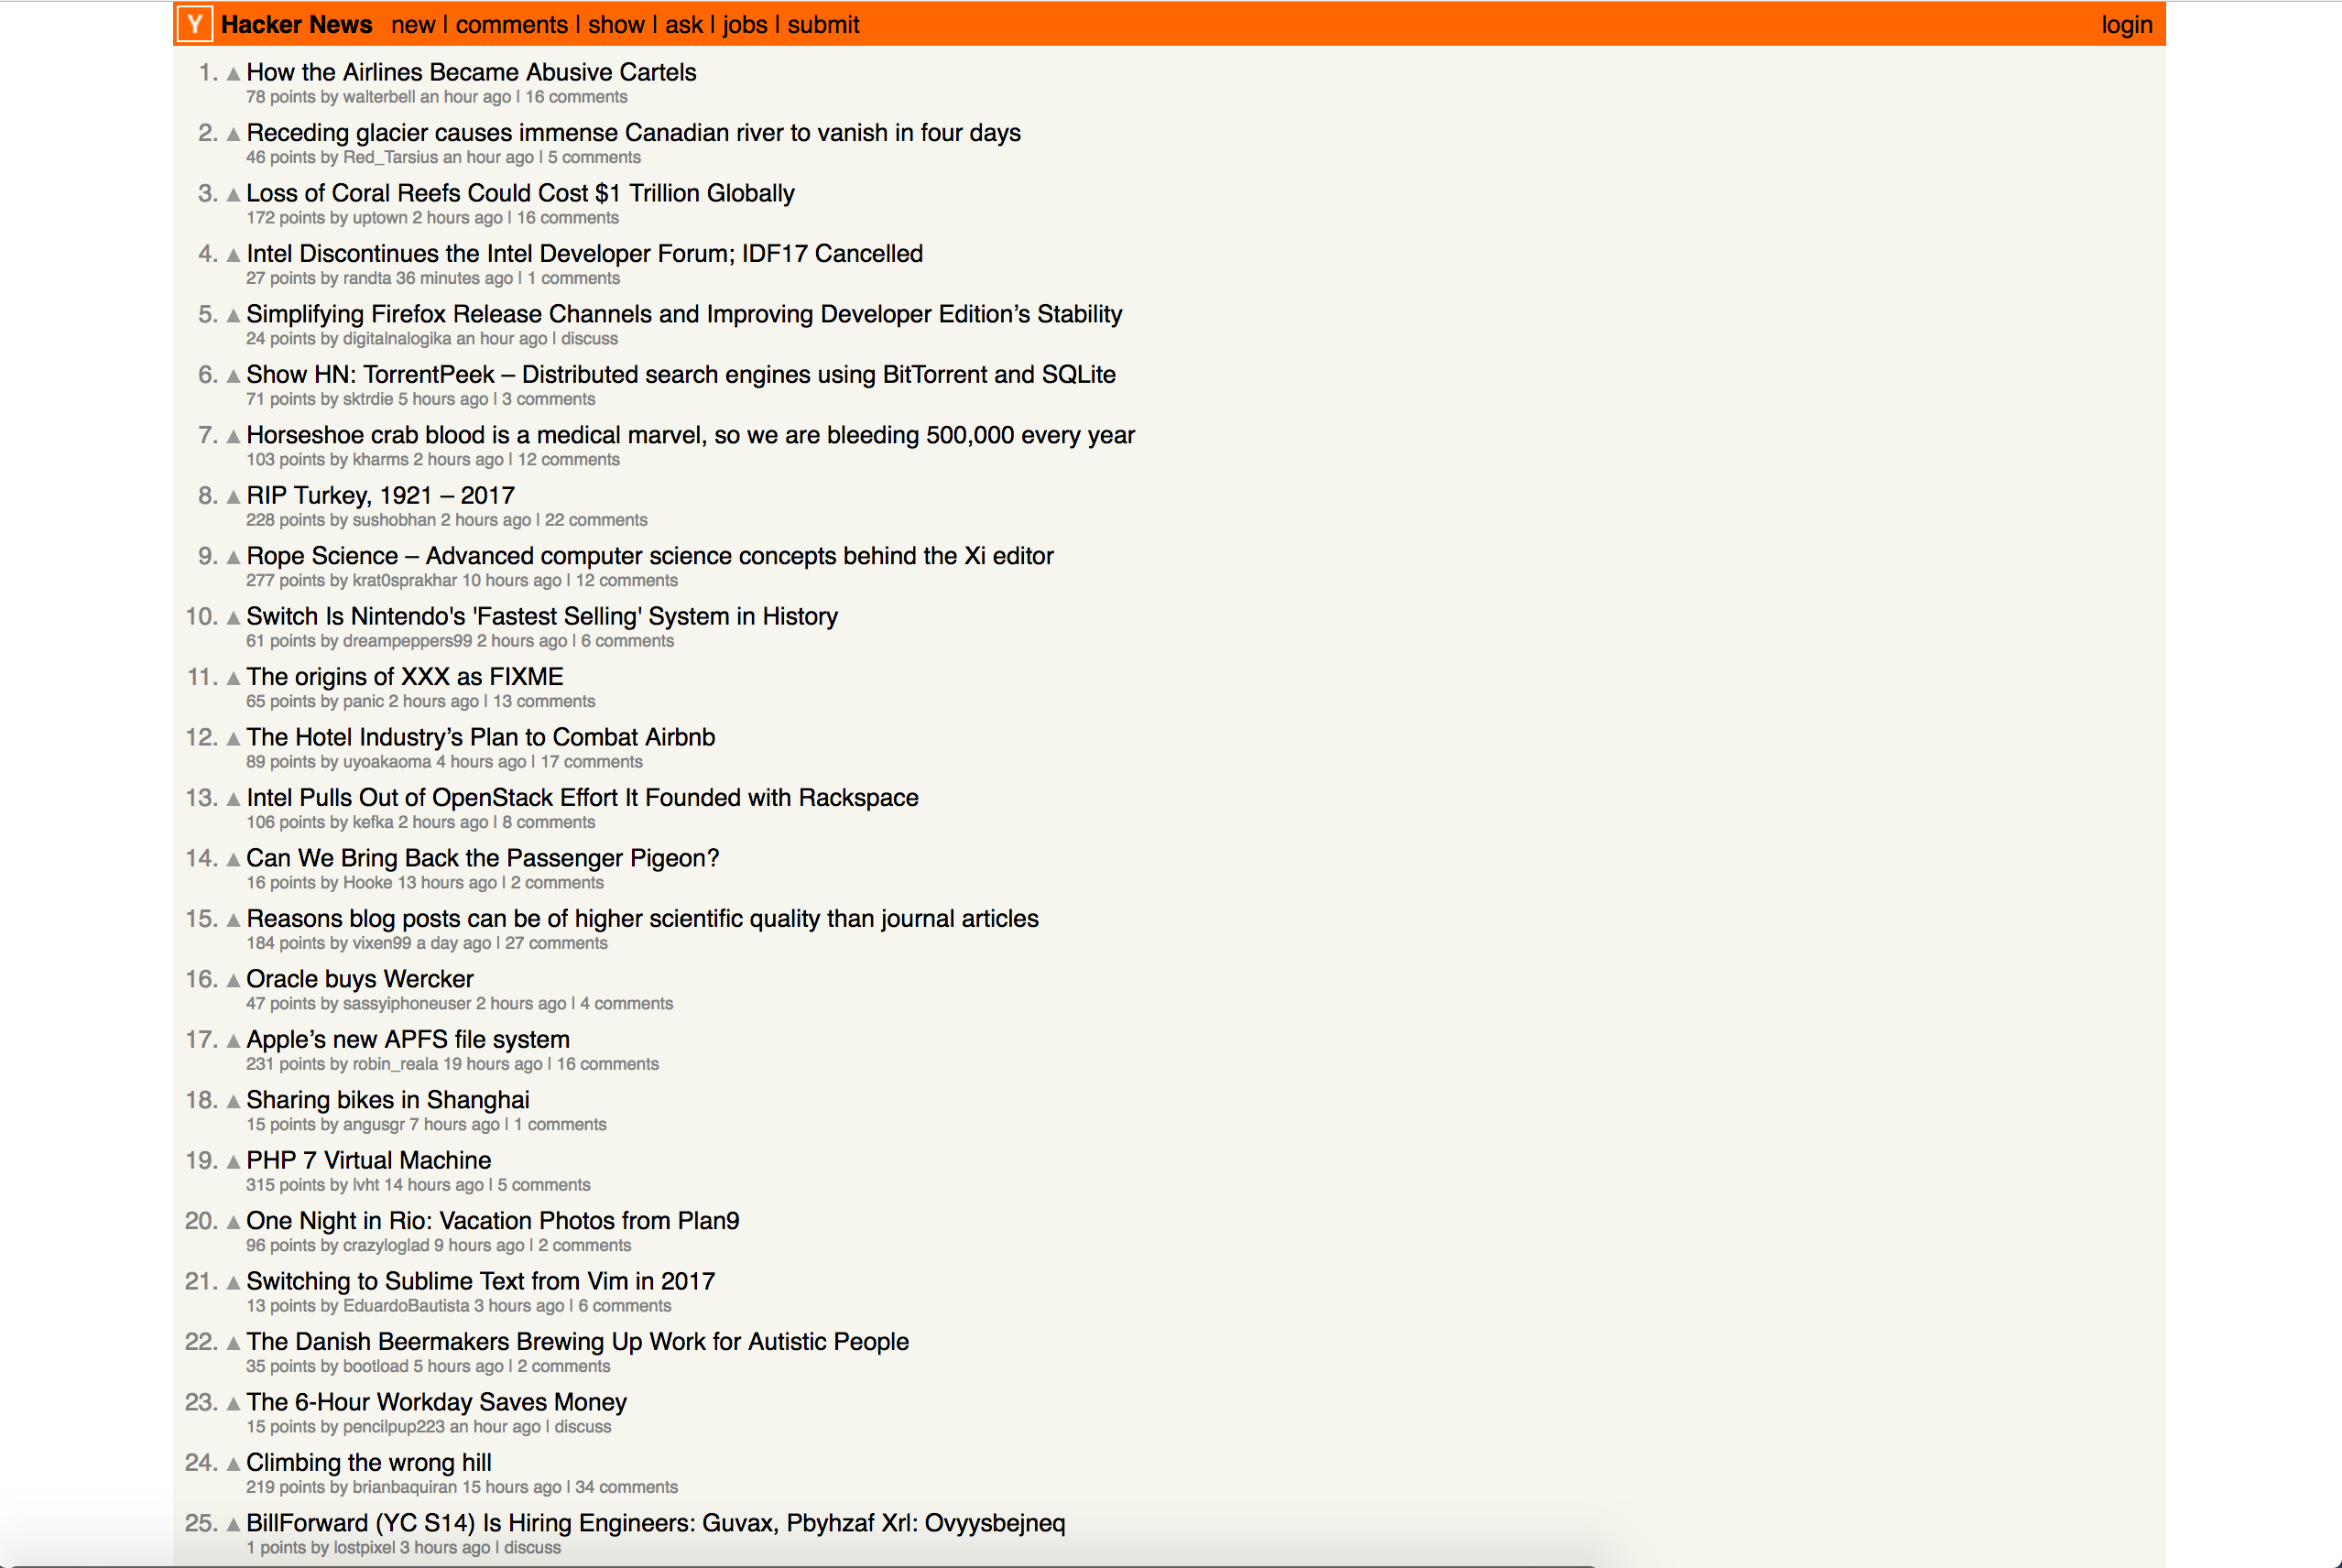 Y Hacker News new | comments | show | ask | jobs | submit login
1. ▲ How the Airlines Became Abusive Cartels
78 points by walterbell an hour ago | 16 comments
2. ▲ Receding glacier causes immense Canadian river to vanish in four days
46 points by Red_Tarsius an hour ago | 5 comments
3. ▲ Loss of Coral Reefs Could Cost $1 Trillion Globally
172 points by uptown 2 hours ago | 16 comments
4. ▲ Intel Discontinues the Intel Developer Forum; IDF17 Cancelled
27 points by randta 36 minutes ago | 1 comments
5. ▲ Simplifying Firefox Release Channels and Improving Developer Edition’s Stability
24 points by digitalnalogika an hour ago | discuss
6. ▲ Show HN: TorrentPeek – Distributed search engines using BitTorrent and SQLite
71 points by sktrdie 5 hours ago | 3 comments
7. ▲ Horseshoe crab blood is a medical marvel, so we are bleeding 500,000 every year
103 points by kharms 2 hours ago | 12 comments
8. ▲ RIP Turkey, 1921 – 2017
228 points by sushobhan 2 hours ago | 22 comments
9. ▲ Rope Science – Advanced computer science concepts behind the Xi editor
277 points by krat0sprakhar 10 hours ago | 12 comments
10. ▲ Switch Is Nintendo's 'Fastest Selling' System in History
61 points by dreampeppers99 2 hours ago | 6 comments
11. ▲ The origins of XXX as FIXME
65 points by panic 2 hours ago | 13 comments
12. ▲ The Hotel Industry’s Plan to Combat Airbnb
89 points by uyoakaoma 4 hours ago | 17 comments
13. ▲ Intel Pulls Out of OpenStack Effort It Founded with Rackspace
106 points by kefka 2 hours ago | 8 comments
14. ▲ Can We Bring Back the Passenger Pigeon?
16 points by Hooke 13 hours ago | 2 comments
15. ▲ Reasons blog posts can be of higher scientific quality than journal articles
184 points by vixen99 a day ago | 27 comments
16. ▲ Oracle buys Wercker
47 points by sassyiphoneuser 2 hours ago | 4 comments
17. ▲ Apple’s new APFS file system
231 points by robin_reala 19 hours ago | 16 comments
18. ▲ Sharing bikes in Shanghai
15 points by angusgr 7 hours ago | 1 comments
19. ▲ PHP 7 Virtual Machine
315 points by lvht 14 hours ago | 5 comments
20. ▲ One Night in Rio: Vacation Photos from Plan9
96 points by crazyloglad 9 hours ago | 2 comments
21. ▲ Switching to Sublime Text from Vim in 2017
13 points by EduardoBautista 3 hours ago | 6 comments
22. ▲ The Danish Beermakers Brewing Up Work for Autistic People
35 points by bootload 5 hours ago | 2 comments
23. ▲ The 6-Hour Workday Saves Money
15 points by pencilpup223 an hour ago | discuss
24. ▲ Climbing the wrong hill
219 points by brianbaquiran 15 hours ago | 34 comments
25. ▲ BillForward (YC S14) Is Hiring Engineers: Guvax, Pbyhzaf Xrl: Ovyysbejneq
1 points by lostpixel 3 hours ago | discuss